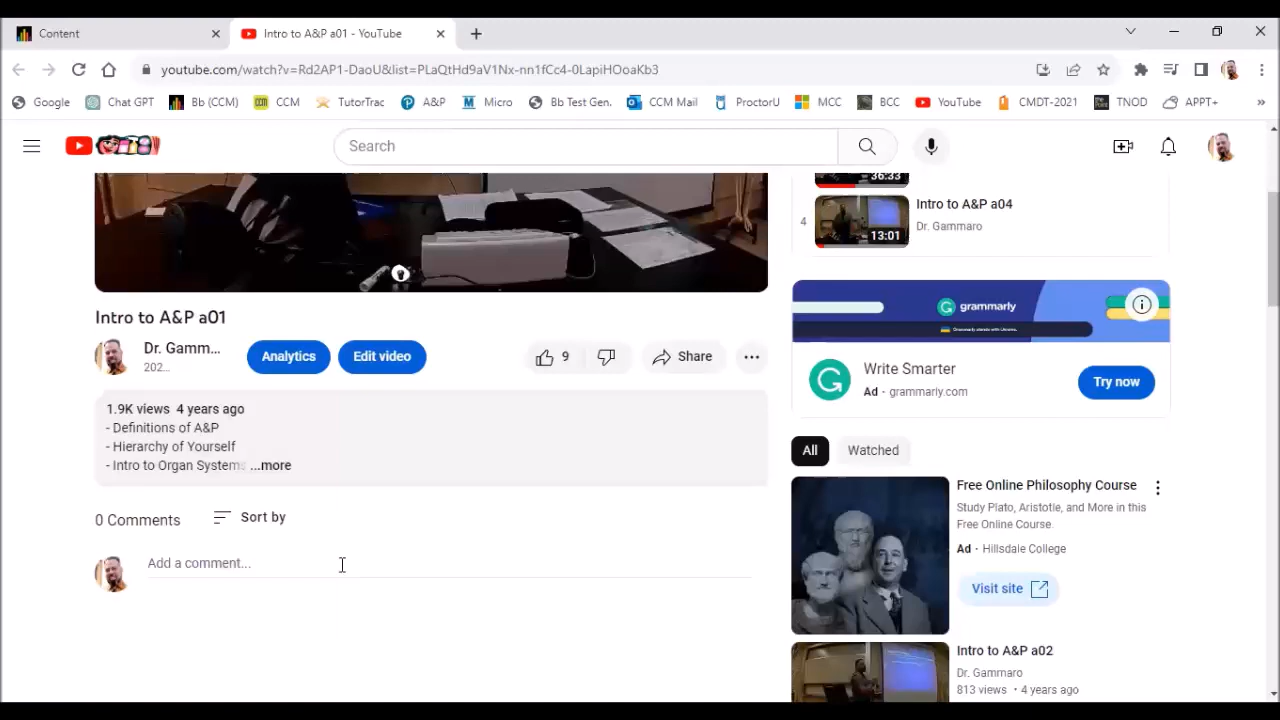 Content
Intro to A&P a01 - YouTube
youtube.com/watch?v=Rd2AP1-DaoU&list=PLaQtHd9aV1Nx-nn1fCc4-0LapiHOoaKb3
Google
Chat GPT
Bb (CCM)
CCM
TutorTrac
A&P
Micro
Bb Test Gen.
CCM Mail
ProctorU
MCC
BCC
YouTube
CMDT-2021
TNOD
APPT+
»
Search
36:33
4
13:01
Intro to A&P a04
Dr. Gammaro
grammarly
Write Smarter
Ad · grammarly.com
Try now
Intro to A&P a01
Dr. Gamm...
202...
Analytics
Edit video
9
Share
1.9K views 4 years ago
- Definitions of A&P
- Hierarchy of Yourself
- Intro to Organ Systems ...more
0 Comments
Sort by
Add a comment...
All
Watched
Free Online Philosophy Course
Study Plato, Aristotle, and More in this
Free Online Course.
Ad · Hillsdale College
Visit site
Intro to A&P a02
Dr. Gammaro
813 views • 4 years ago